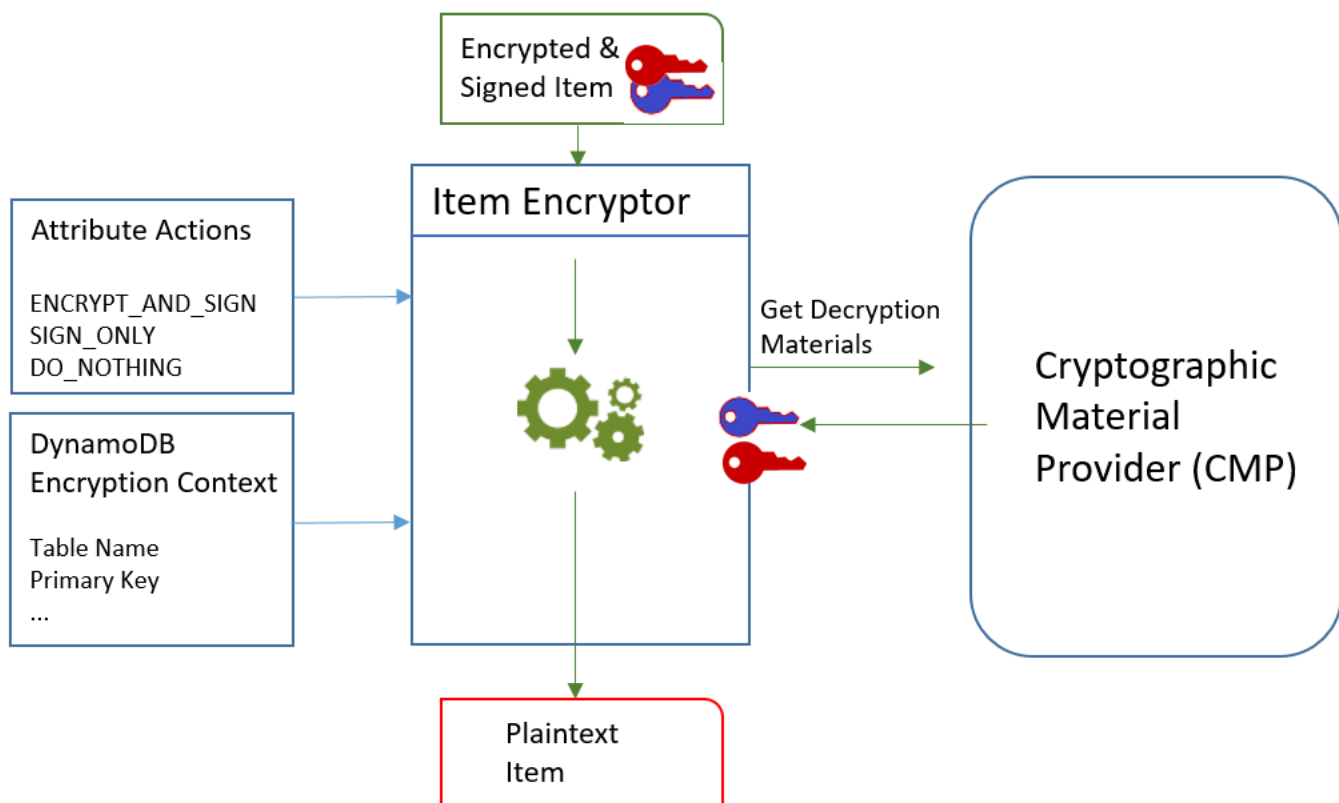 Encrypted &
Signed Item
Item Encryptor
Attribute Actions
ENCRYPT_AND_SIGN
SIGN_ONLY
DO_NOTHING
DynamoDB
Encryption Context
Table Name
Primary Key
...
Get Decryption
Materials
Cryptographic
Material
Provider (CMP)
Plaintext
Item